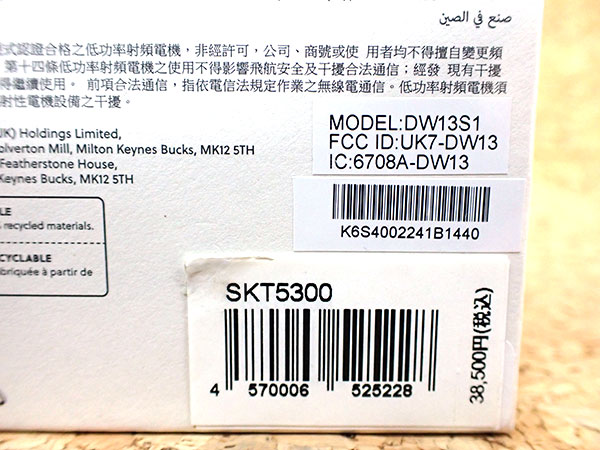 صنع في الصين
式認證合格之低功率射頻電機，非經許可，公司、商號或使 用者均不得擅自變更頻
第十四條低功率射頻電機之使用不得影響飛航安全及干擾合法通信；經發 現有干擾
得繼續使用。 前項合法通信，指依電信法規定作業之無線電通信。低功率射頻電機須
射性電機設備之干擾。
UK) Holdings Limited,
olverton Mill, Milton Keynes Bucks, MK12 5TH
Featherstone House,
Keynes Bucks, MK12 5TH
LE
recycled materials.
CYCLABLE
briquée à partir de
MODEL:DW13S1
FCC ID:UK7-DW13
IC:6708A-DW13
K6S4002241B1440
SKT5300
4 570006 525228
38,500円(税込)